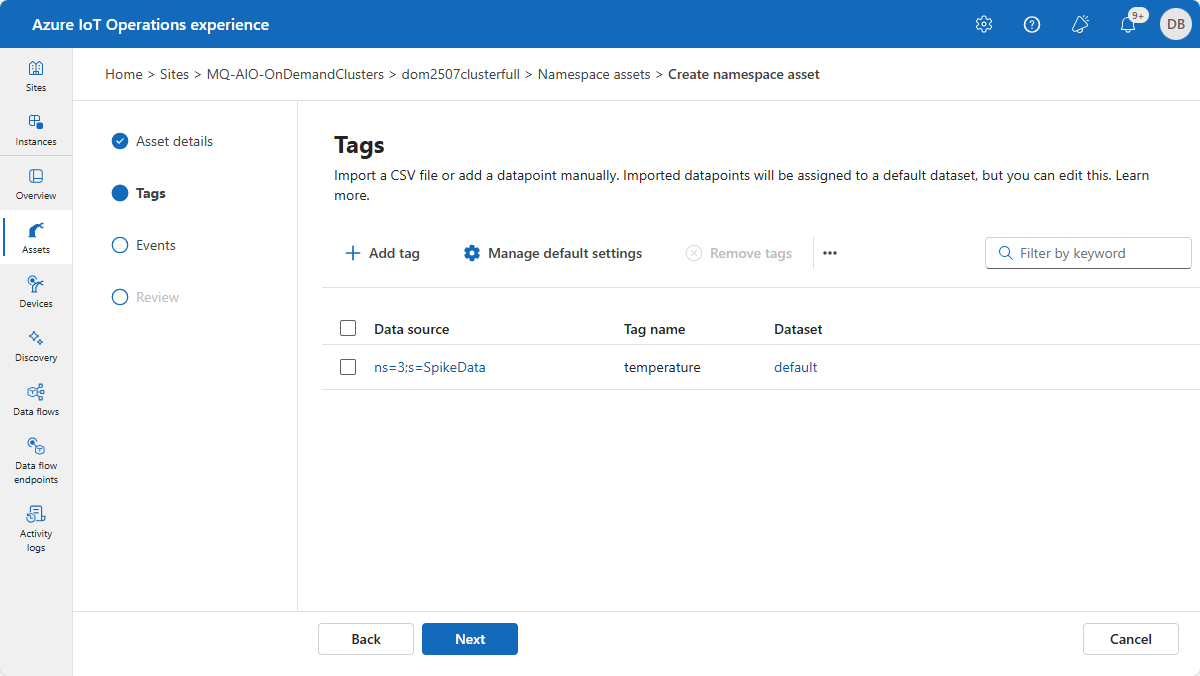 Azure IoT Operations experience
9+
DB
Sites
Instances
Overview
Assets
Devices
Discovery
Data flows
Data flow
endpoints
Activity
logs
Home > Sites > MQ-AIO-OnDemandClusters > dom2507clusterfull > Namespace assets > Create namespace asset
Asset details
Tags
Events
Review
Tags
Import a CSV file or add a datapoint manually. Imported datapoints will be assigned to a default dataset, but you can edit this. Learn
more.
Add tag
Manage default settings
Remove tags
Filter by keyword
Data source Tag name Dataset
ns=3;s=SpikeData temperature default
Back
Next
Cancel